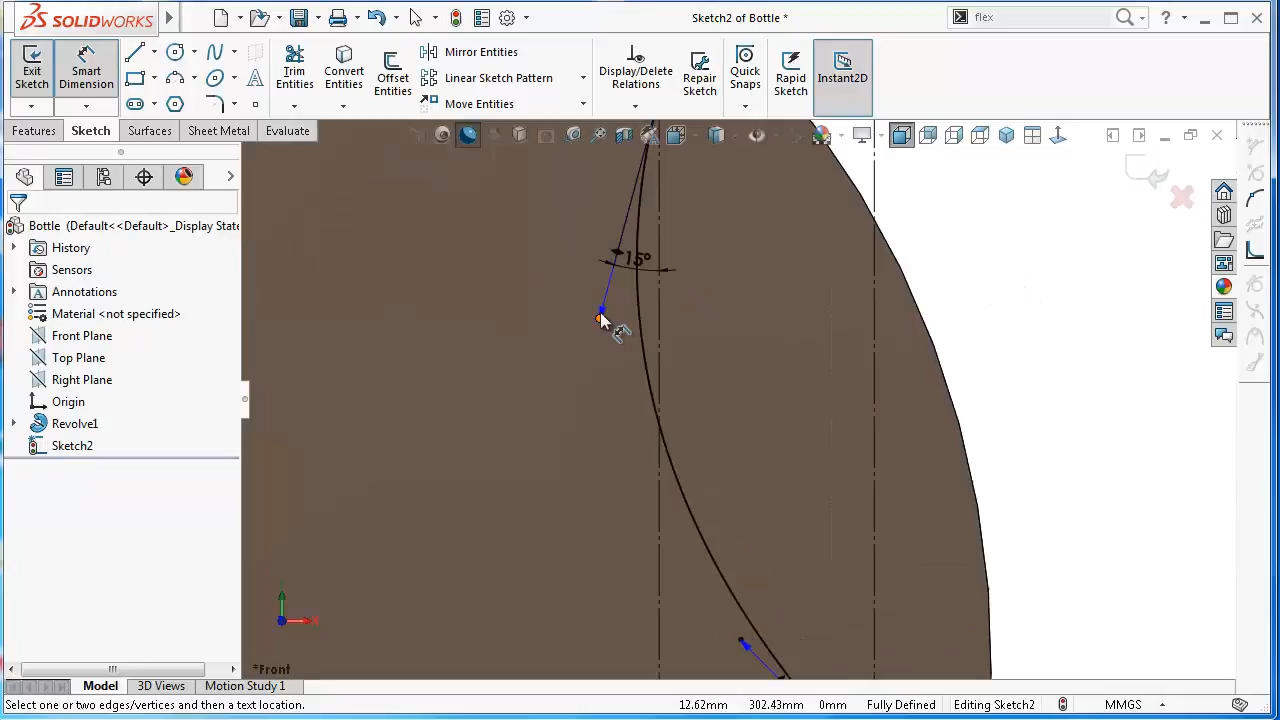 SOLIDWORKS
Sketch2 of Bottle *
flex
Exit Sketch
Smart Dimension
Trim Entities
Convert Entities
Offset Entities
Mirror Entities
Linear Sketch Pattern
Move Entities
Display/Delete Relations
Repair Sketch
Quick Snaps
Rapid Sketch
Instant2D
Features
Sketch
Surfaces
Sheet Metal
Evaluate
Bottle (Default<<Default>_Display State
History
Sensors
Annotations
Material <not specified>
Front Plane
Top Plane
Right Plane
Origin
Revolve1
Sketch2
15°
*Front
Model
3D Views
Motion Study 1
Select one or two edges/vertices and then a text location.
12.62mm
302.43mm
0mm
Fully Defined
Editing Sketch2
MMGS